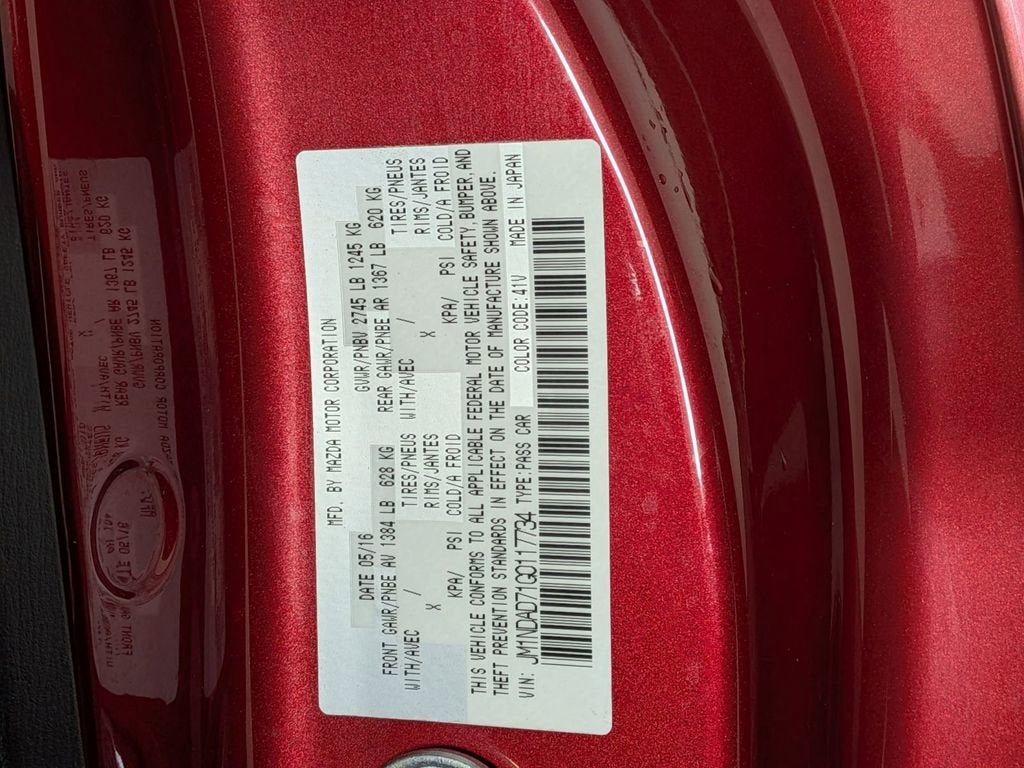 MFD. BY MAZDA MOTOR CORPORATION
DATE 05/16 GVWR/PNBV 2745 LB 1245 KG
FRONT GAWR/PNBE AV 1384 LB 628 KG REAR GAWR/PNBE AR 1367 LB 620 KG
WITH/AVEC / TIRES/PNEUS WITH/AVEC / TIRES/PNEUS
X RIMS/JANTES X RIMS/JANTES
KPA/ PSI COLD/A FROID KPA/ PSI COLD/A FROID
THIS VEHICLE CONFORMS TO ALL APPLICABLE FEDERAL MOTOR VEHICLE SAFETY, BUMPER, AND
THEFT PREVENTION STANDARDS IN EFFECT ON THE DATE OF MANUFACTURE SHOWN ABOVE.
VIN: JM1NDAD71G0117734 TYPE:PASS CAR COLOR CODE:41V MADE IN JAPAN